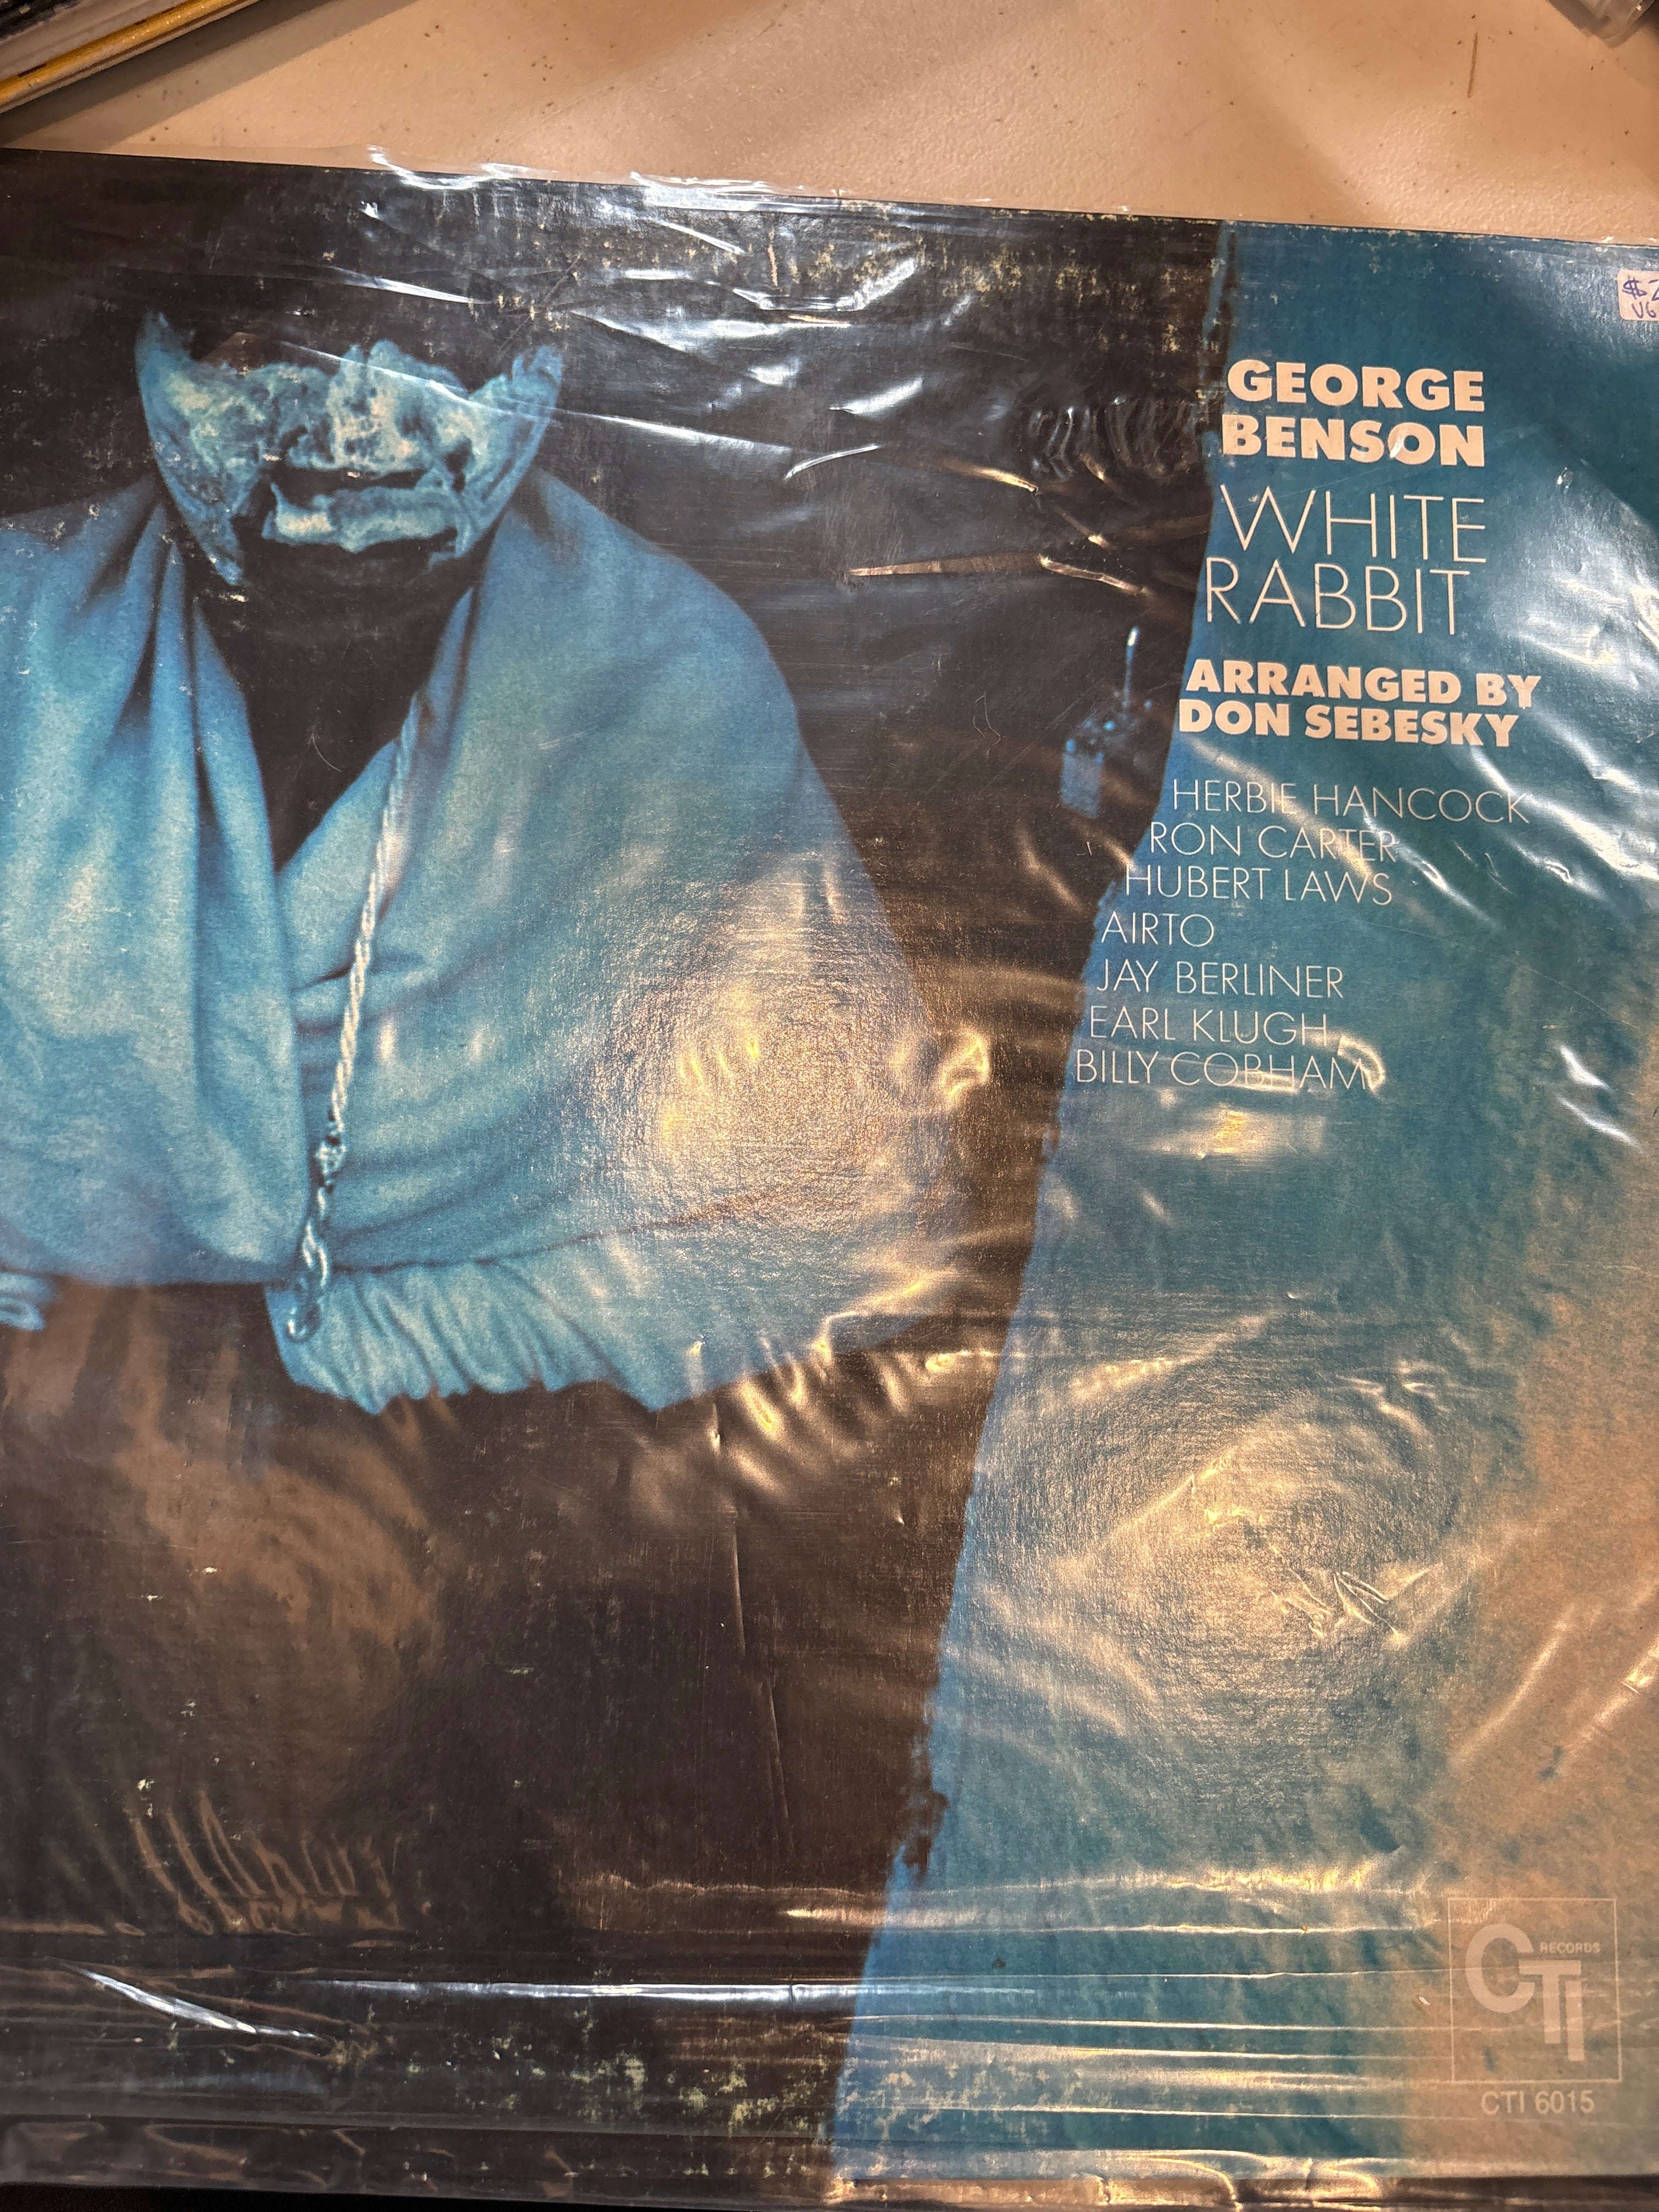 GEORGE
BENSON
WHITE
RABBIT
ARRANGED BY
DON SEBESKY
HERBIE HANCOCK
RON CARTER
HUBERT LAWS
AIRTO
JAY BERLINER
EARL KLUGH
BILLY COBHAM
CTI RECORDS
CTI 6015